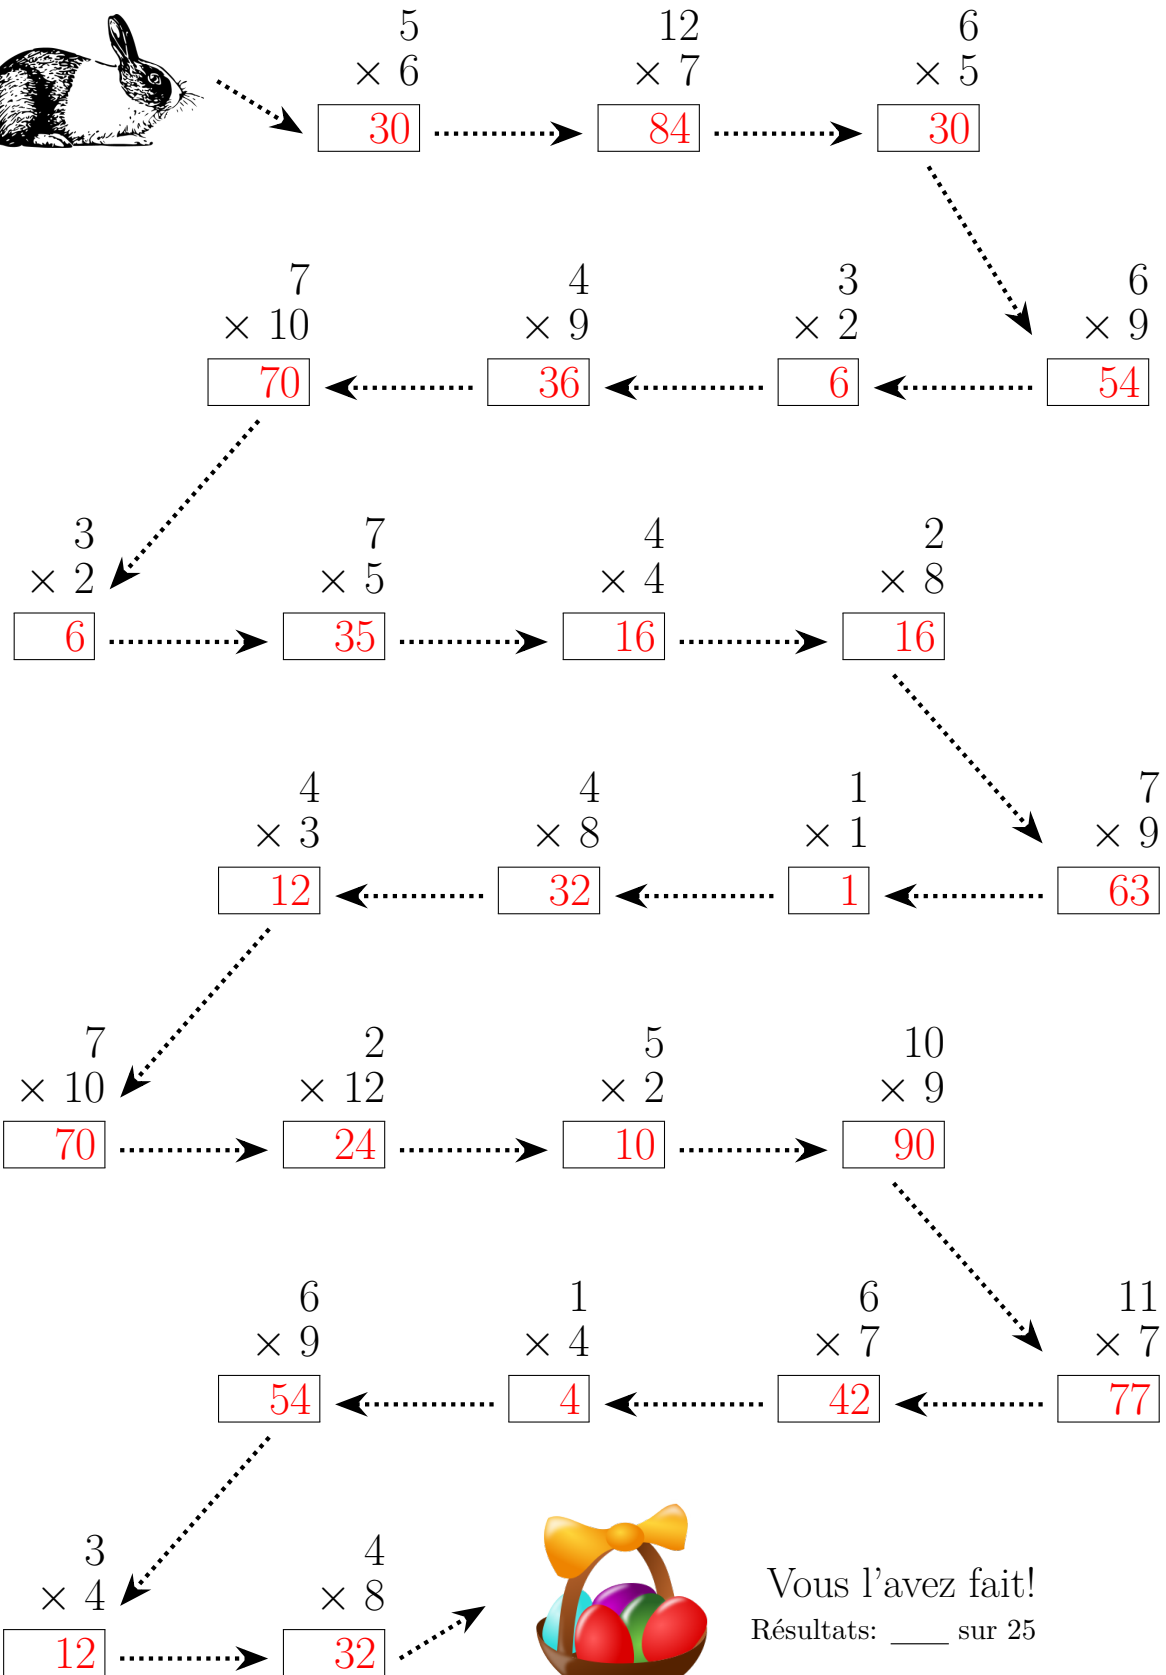 5 12 6
× 6 × 7 × 5
30 84 30
7 4 3 6
× 10 × 9 × 2 × 9
70 36 6 54
3 7 4 2
× 2 × 5 × 4 × 8
6 35 16 16
4 4 1 7
× 3 × 8 × 1 × 9
12 32 1 63
7 2 5 10
× 10 × 12 × 2 × 9
70 24 10 90
6 1 6 11
× 9 × 4 × 7 × 7
54 4 42 77
3 4
× 4 × 8
12 32
Vous l'avez fait!
Résultats: ____ sur 25